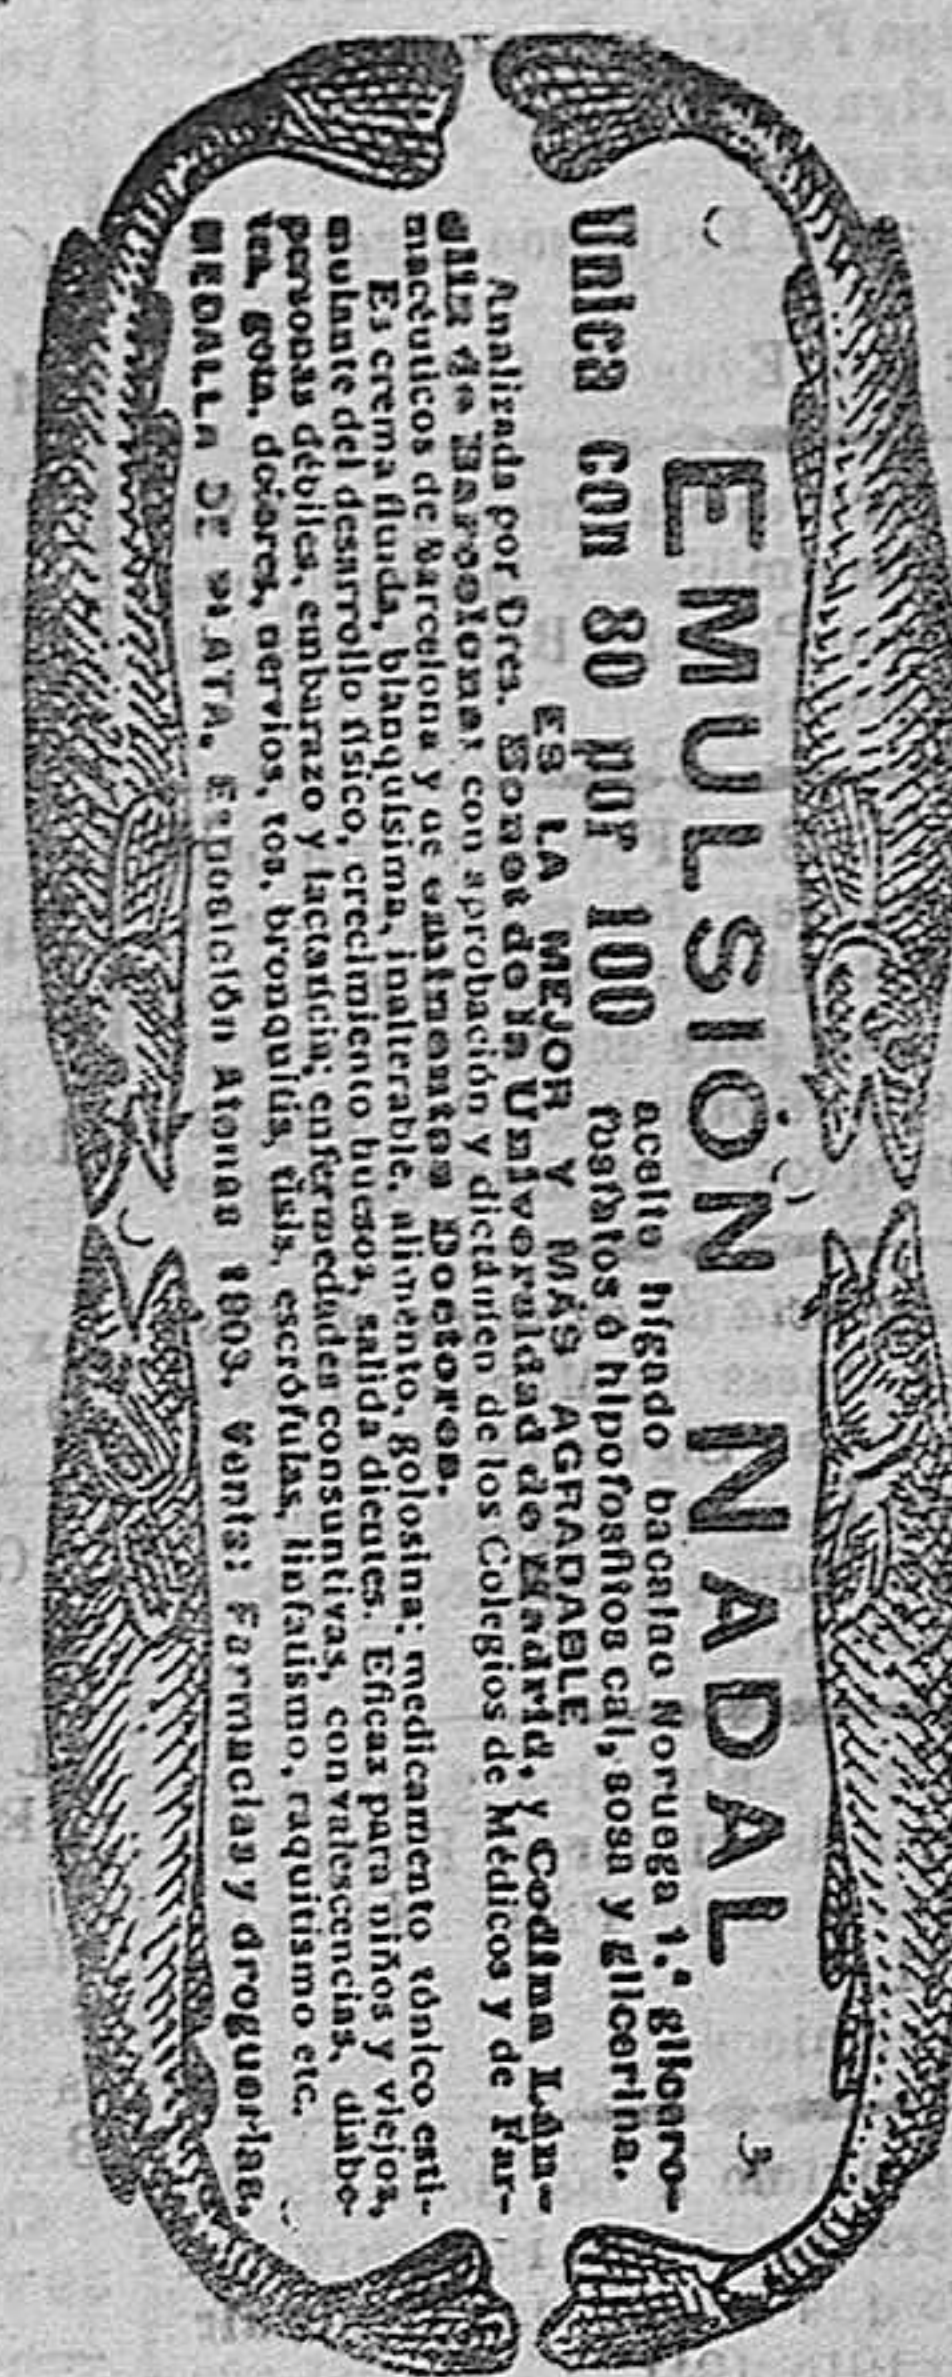 EMULSIÓN NADAL
Unica con 80 por 100 aceite hígado bacalao Noruega 1.ª glicero-
fosfatos é hipofosfitos cal, sosa y glicerina.
ES LA MEJOR Y MÁS AGRADABLE
Analizada por Dres. Bonet de la Universidad de Madrid, y Codina Län-
glin de Barcelona: con aprobación y dictámen de los Colegios de Médicos y de Far-
macéuticos de Barcelona y de eminentes Doctores.
Es crema fluida, blanquísima, inalterable, alimento, golosina; medicamento tónico esti-
mulante del desarrollo físico, crecimiento huesos, salida dientes. Eficaz para niños y viejos,
personas débiles, embarazo y lactancia; enfermedades consuntivas, convalescencias, diabe-
tes, gota, dolores, nervios, tos, bronquitis, tisis, escrófulas, linfatismo, raquitismo etc.
MEDALLA DE PLATA, Exposición Atenas 1903. Venta: Farmacias y droguerías.